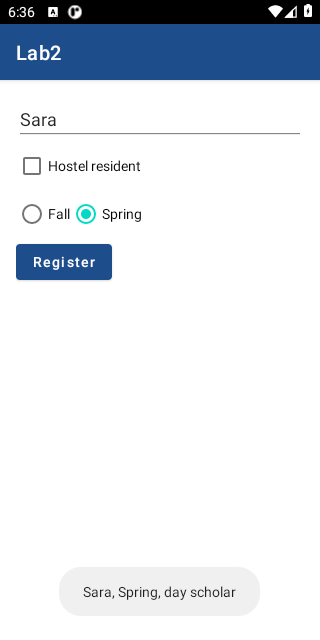 6:36
Lab2
Sara
Hostel resident
Fall Spring
Register
Sara, Spring, day scholar